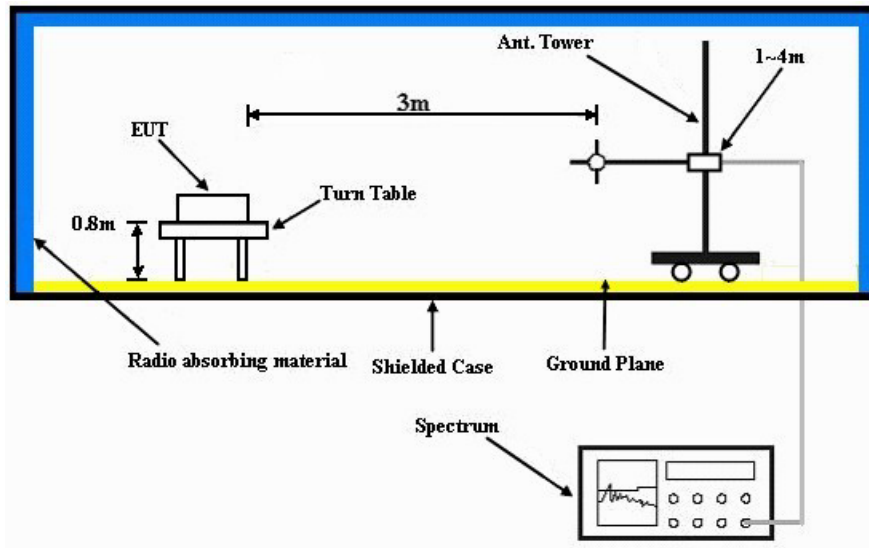 Ant. Tower
1~4m
3m
EUT
Turn Table
0.8m
Radio absorbing material
Shielded Case
Ground Plane
Spectrum